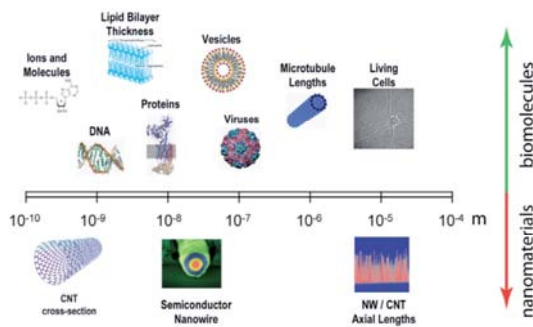 Lipid Bilayer
Thickness
Vesicles
Ions and
Molecules
Microtubule
Lengths
Living
Cells
Proteins
DNA
Viruses
biomolecules
10-10 10-9 10-8 10-7 10-6 10-5 10-4 m
nanomaterials
CNT
cross-section
Semiconductor
Nanowire
NW / CNT
Axial Lengths